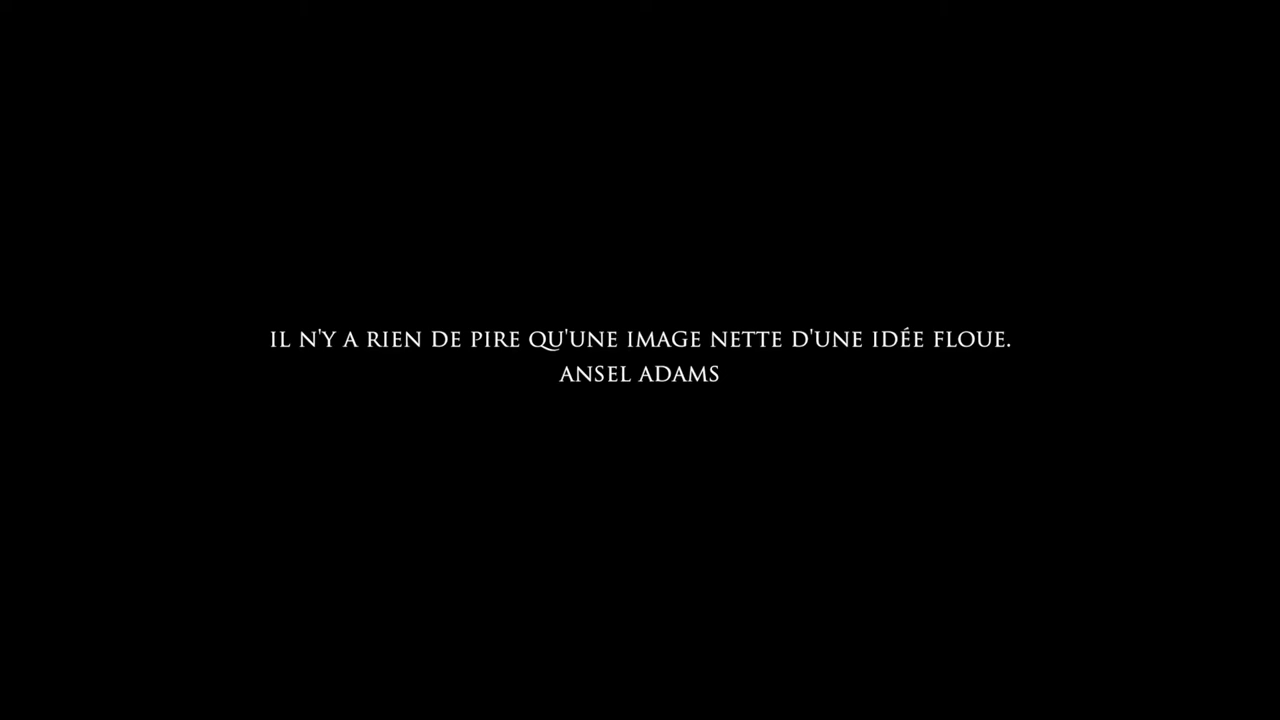 IL N'Y A RIEN DE PIRE QU'UNE IMAGE NETTE D'UNE IDÉE FLOUE.
ANSEL ADAMS